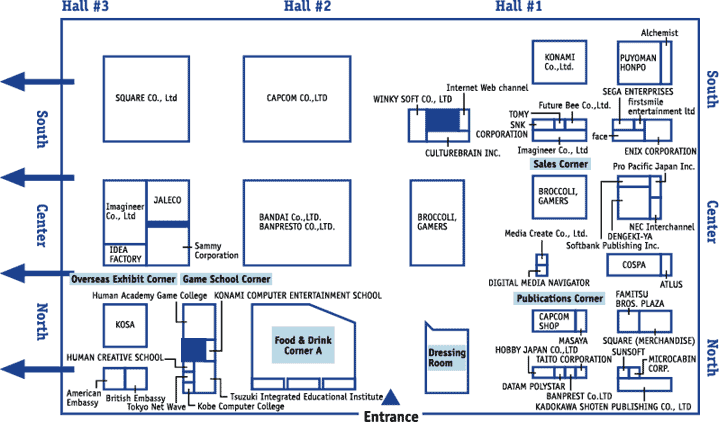 Hall #3
Hall #2
Hall #1
South
Center
North
South
Center
North
SQUARE CO., Ltd
CAPCOM CO.,LTD
WINKY SOFT CO., LTD
Internet Web channel
CULTUREBRAIN INC.
KONAMI
Co.,Ltd.
Alchemist
PUYOMAN
HONPO
SEGA ENTERPRISES
firstsmile
entertainment ltd
Future Bee Co.,Ltd.
TOMY
SNK
CORPORATION
face
Imagineer Co., Ltd
ENIX CORPORATION
Sales Corner
Pro Pacific Japan Inc.
Imagineer
Co., Ltd
JALECO
IDEA
FACTORY
Sammy
Corporation
BANDAI Co.,LTD.
BANPRESTO CO.,LTD.
BROCCOLI,
GAMERS
BROCCOLI,
GAMERS
NEC Interchannel
DENGEKI-YA
Softbank Publishing Inc.
Media Create Co., Ltd.
DIGITAL MEDIA NAVIGATOR
COSPA
ATLUS
Overseas Exhibit Corner
Game School Corner
Publications Corner
Human Academy Game College
KONAMI COMPUTER ENTERTAINMENT SCHOOL
KOSA
HUMAN CREATIVE SCHOOL
American
Embassy
British Embassy
Tokyo Net Wave
Kobe Computer College
Tsuzuki Integrated Educational Institute
Food & Drink
Corner A
Dressing
Room
CAPCOM
SHOP
MASAYA
FAMITSU
BROS. PLAZA
SQUARE (MERCHANDISE)
HOBBY JAPAN CO.,LTD
TAITO CORPORATION
SUNSOFT
MICROCABIN
CORP.
DATAM POLYSTAR
BANPREST Co.LTD
KADOKAWA SHOTEN PUBLISHING CO., LTD
Entrance